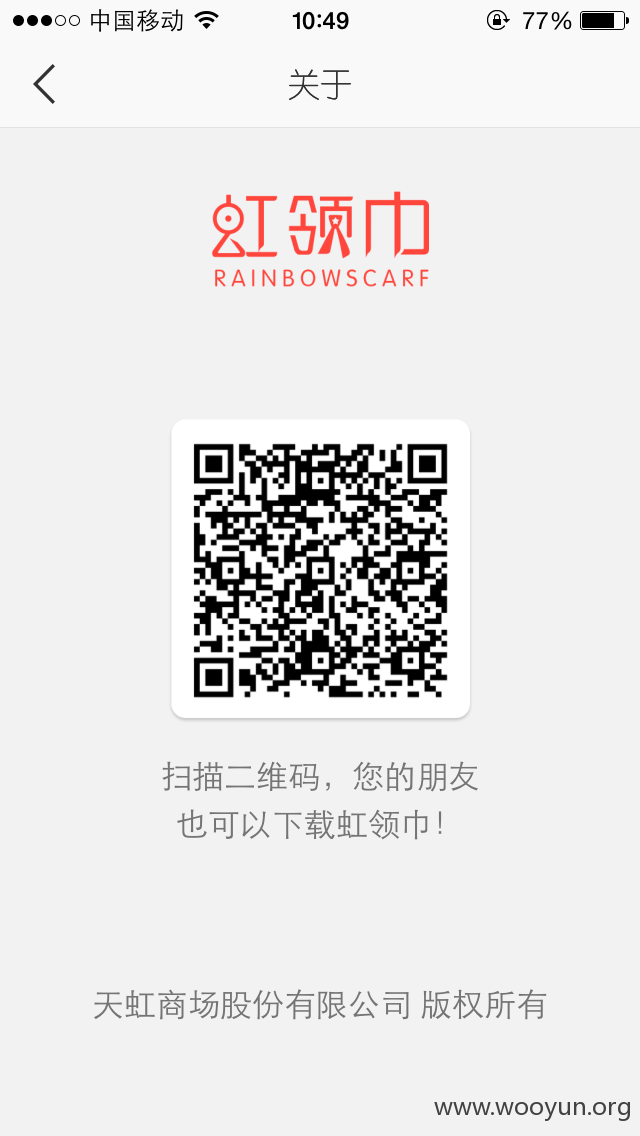 中国移动 10:49 77%
关于
虹领巾
RAINBOWSCARF
扫描二维码，您的朋友
也可以下载虹领巾！
天虹商场股份有限公司 版权所有
www.wooyun.org